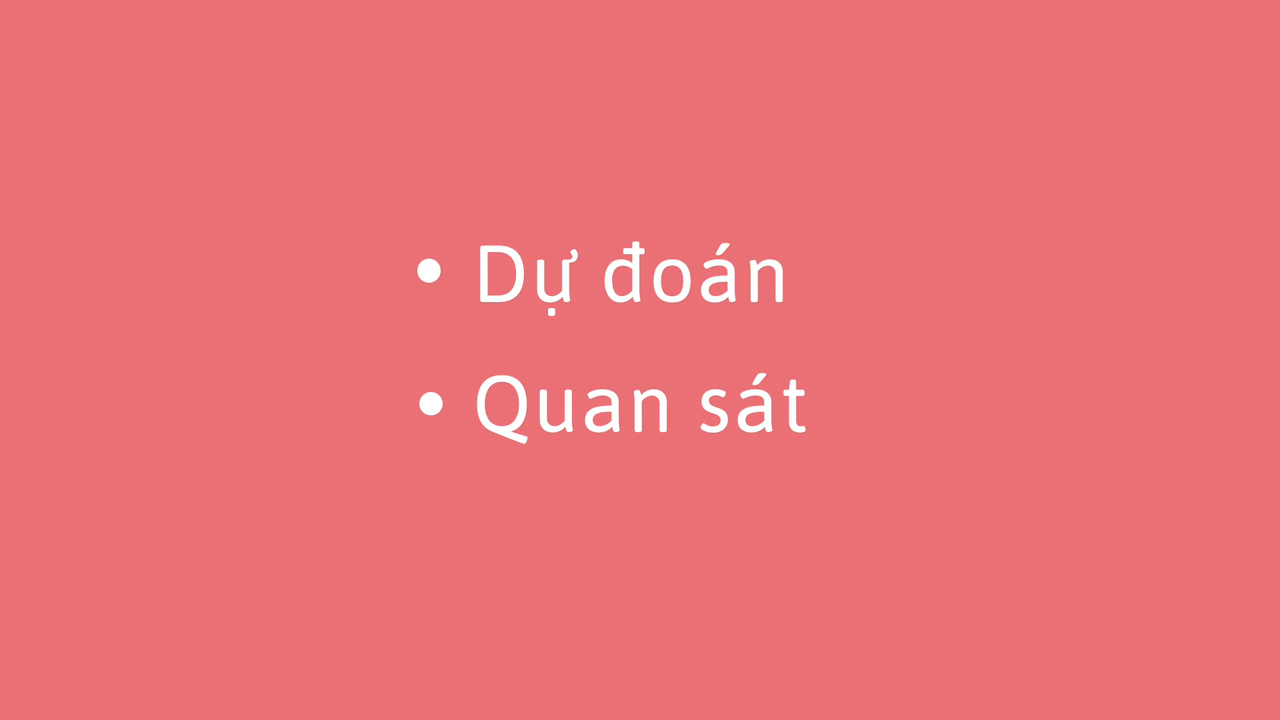 • Dự đoán
• Quan sát